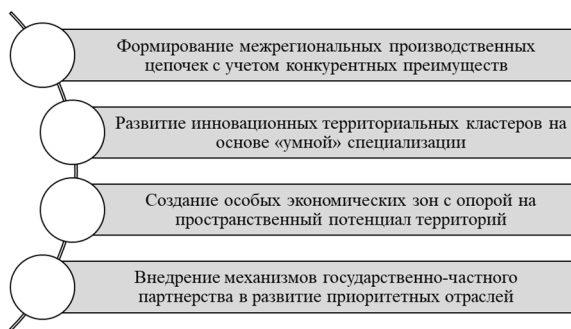 Формирование межрегиональных производственных
цепочек с учетом конкурентных преимуществ
Развитие инновационных территориальных кластеров на
основе «умной» специализации
Создание особых экономических зон с опорой на
пространственный потенциал территорий
Внедрение механизмов государственно-частного
партнерства в развитие приоритетных отраслей